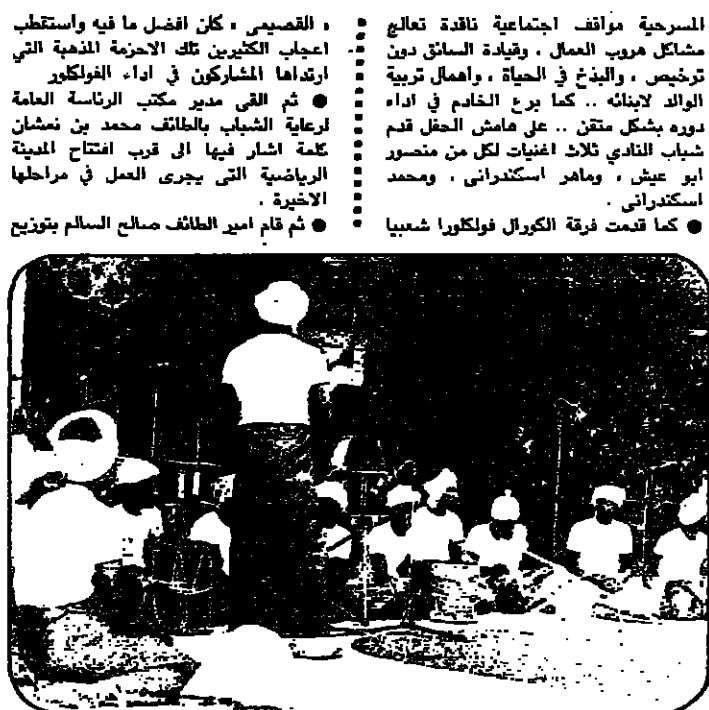 المسرحية مواقف اجتماعية ناقدة تعالج
مشاكل هروب العمال ، وقيادة السائق دون
ترخيص ، والبذخ في الحياة ، واهمال تربية
الوالد لابنائه .. كما برع الخادم في اداء
دوره بشكل متقن .. على هامش الحفل قدم
شباب النادي ثلاث اغنيات لكل من منصور
ابو عيش ، وماهر اسكندرانى ، ومحمد
اسكندرانى .
● كما قدمت فرقة الكورال فولكلورا شعبيا
« القصيمى » كان افضل ما فيه واستقطب
اعجاب الكثيرين تلك الاحزمة المذهبة التي
ارتداها المشاركون في اداء الفولكلور
● ثم القى مدير مكتب الرئاسة العامة
لرعاية الشباب بالطائف محمد بن نعشان
كلمة اشار فيها الى قرب افتتاح المدينة
الرياضية التى يجرى العمل في مراحلها
الاخيرة .
● ثم قام امير الطائف صالح السالم بتوزيع